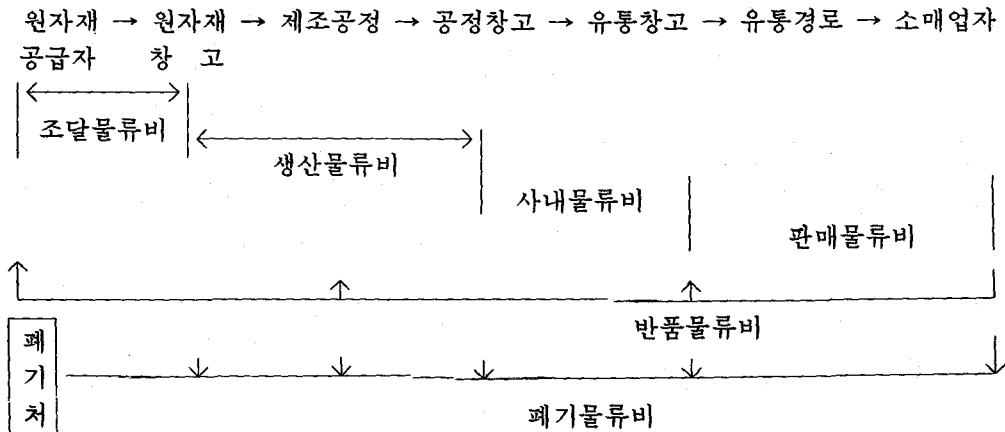 원자재 → 원자재 → 제조공정 → 공정창고 → 유통창고 → 유통경로 → 소매업자
공급자 창 고
조달물류비
생산물류비
사내물류비
판매물류비
반품물류비
폐
기
처
폐기물류비